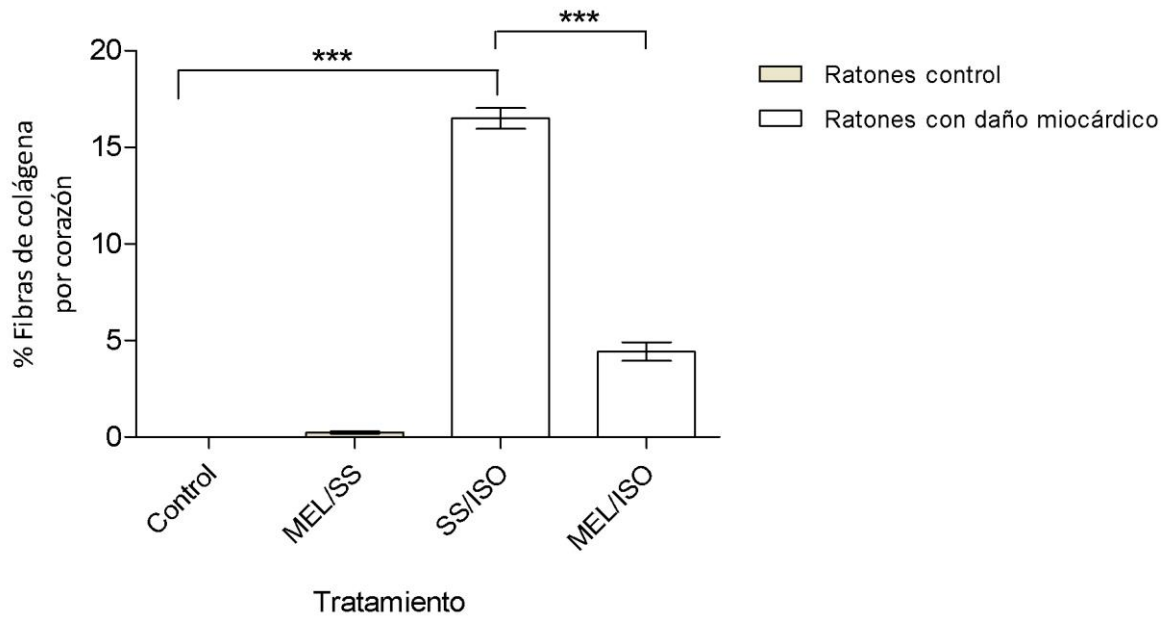 ***
***
20
15
10
5
0
% Fibras de colágena
por corazón
Control
MEL/SS
SS/ISO
MEL/ISO
Tratamiento
Ratones control
Ratones con daño miocárdico